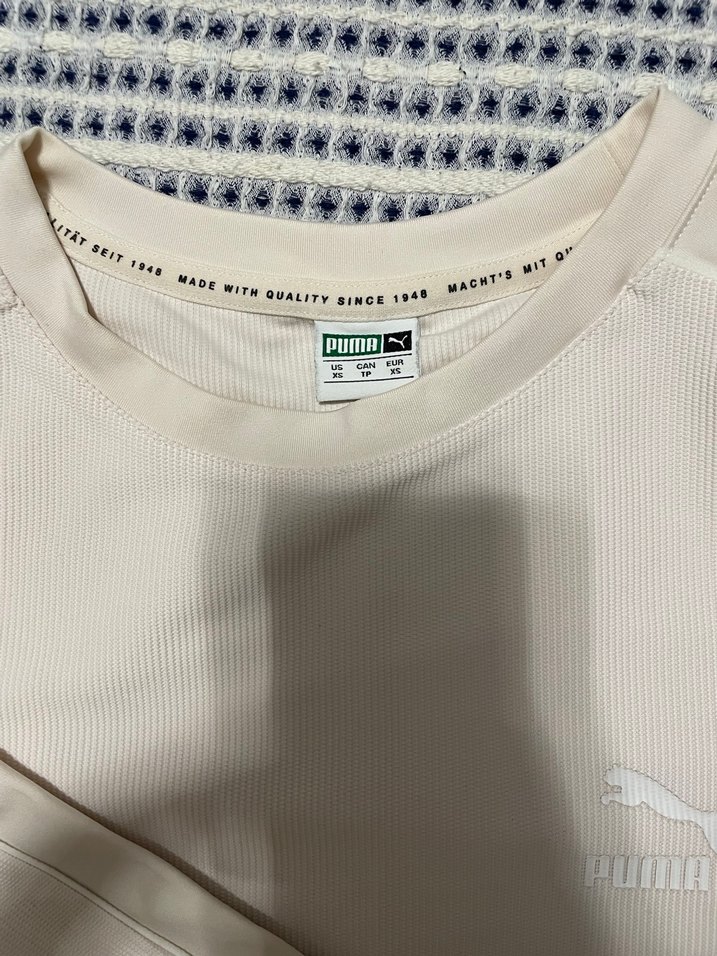 LITÄT SEIT 1948 MADE WITH QUALITY SINCE 1948 MACHT'S MIT QU
PUMA
US CAN EUR
XS TP XS
PUMA